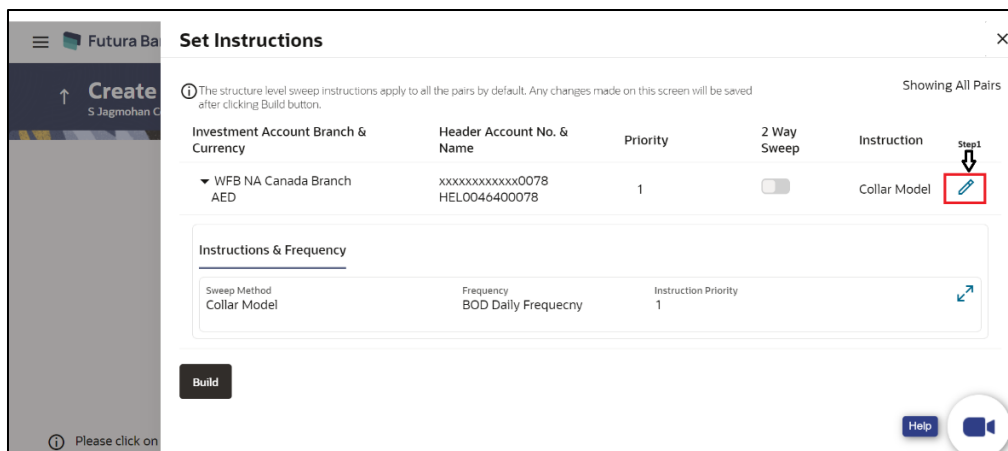 Futura Ba
Set Instructions
Create
S Jagmohan C
The structure level sweep instructions apply to all the pairs by default. Any changes made on this screen will be saved
after clicking Build button.
Showing All Pairs
Investment Account Branch &
Currency
Header Account No. &
Name
Priority
2 Way
Sweep
Instruction
Step1
WFB NA Canada Branch
AED
xxxxxxxxxxxx0078
HEL0046400078
1
Collar Model
Instructions & Frequency
Sweep Method
Collar Model
Frequency
BOD Daily Frequecny
Instruction Priority
1
Build
Help
Please click on